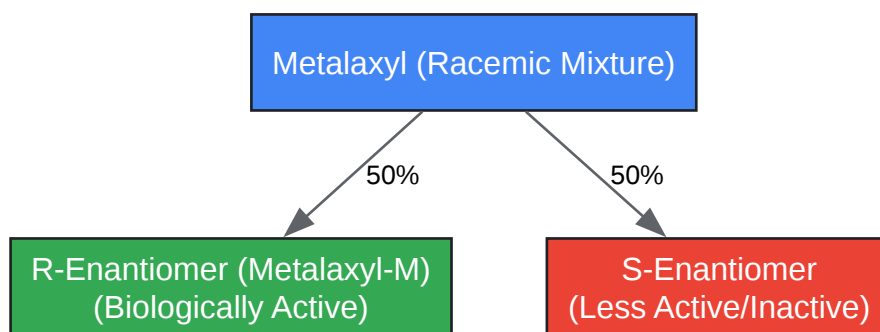 Metalaxyl (Racemic Mixture)
50%
50%
R-Enantiomer (Metalaxyl-M)
(Biologically Active)
S-Enantiomer
(Less Active/Inactive)